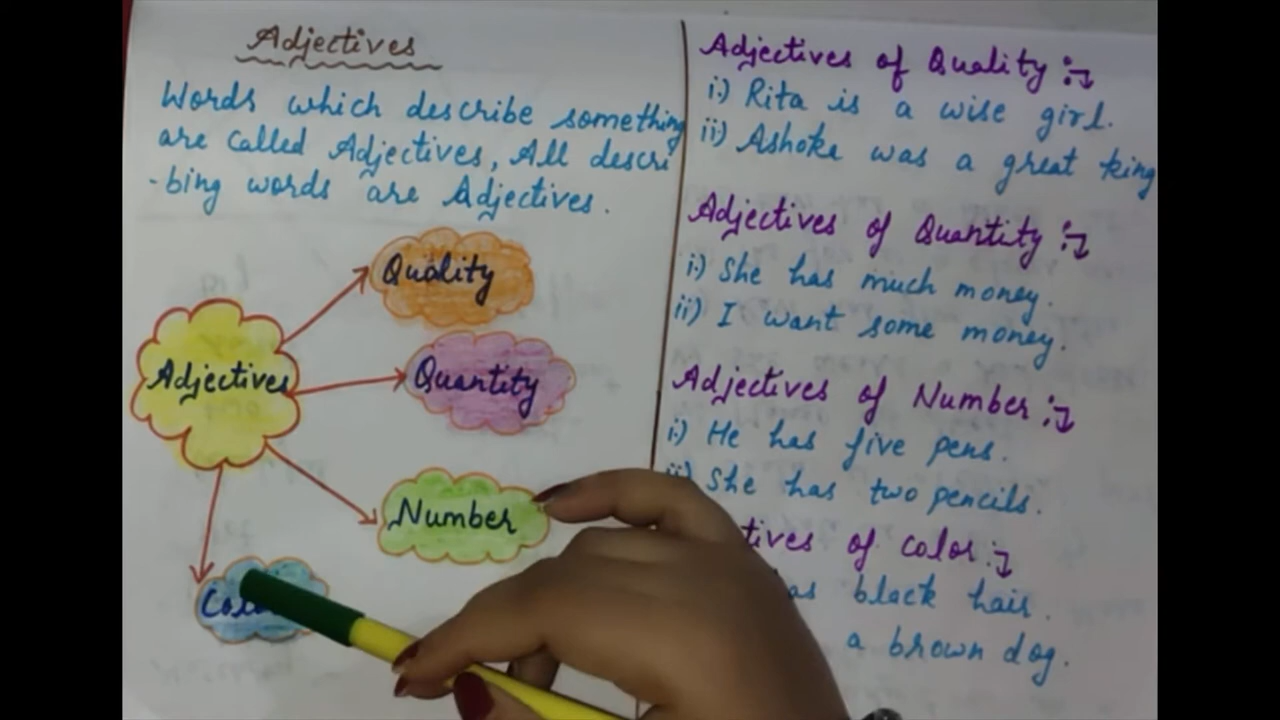 Adjectives
Words which describe something
are called Adjectives, All descri
-bing words are Adjectives.
Adjectives
Quality
Quantity
Number
Adjectives of Quality :-
i.) Rita is a wise girl.
ii) Ashoka was a great king
Adjectives of Quantity :-
i.) She has much money.
ii) I want some money.
Adjectives of Number :-
i.) He has five pens.
ii) She has two pencils.
of color :-
black hair.
a brown dog.